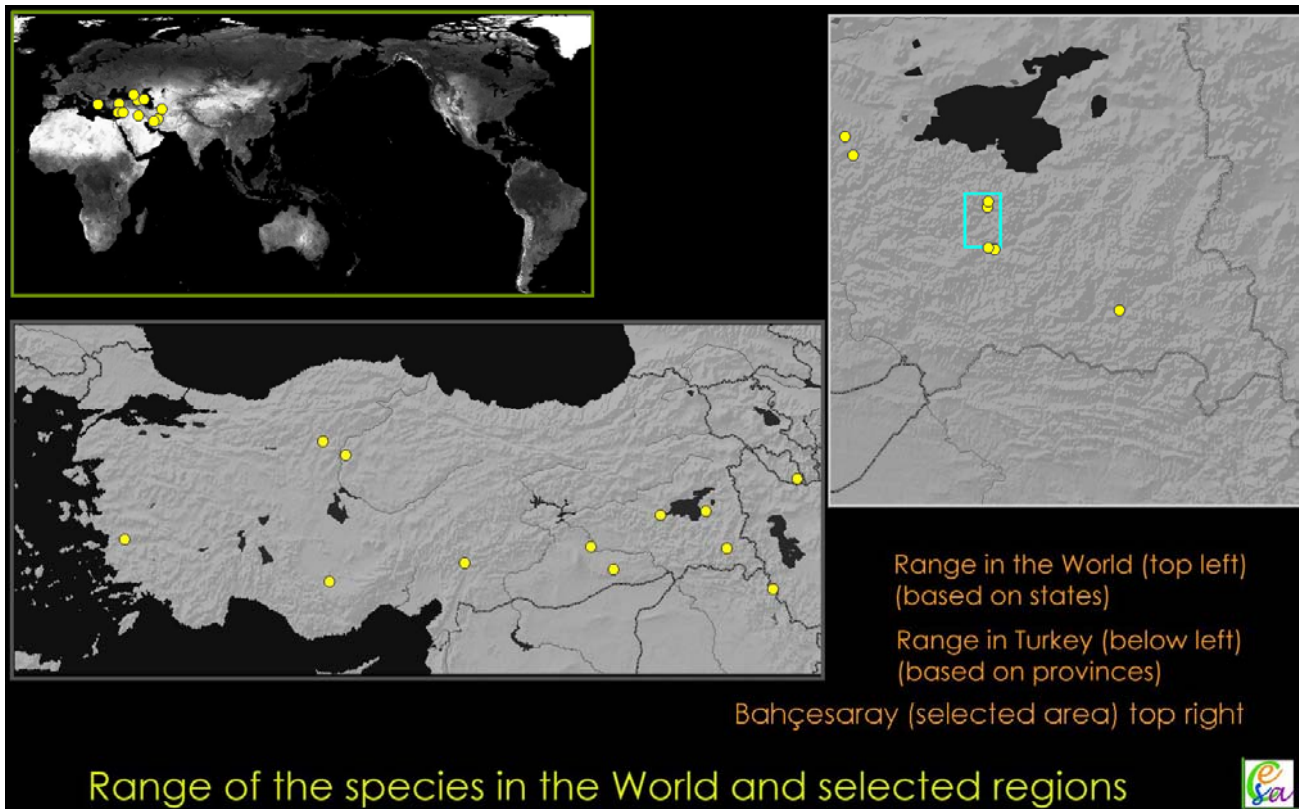 Range in the World (top left)
(based on states)
Range in Turkey (below left)
(based on provinces)
Bahçesaray (selected area) top right
Range of the species in the World and selected regions
esa